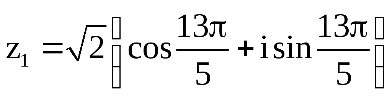 z₁ = √2 ( cos 13π/5 + i sin 13π/5 )